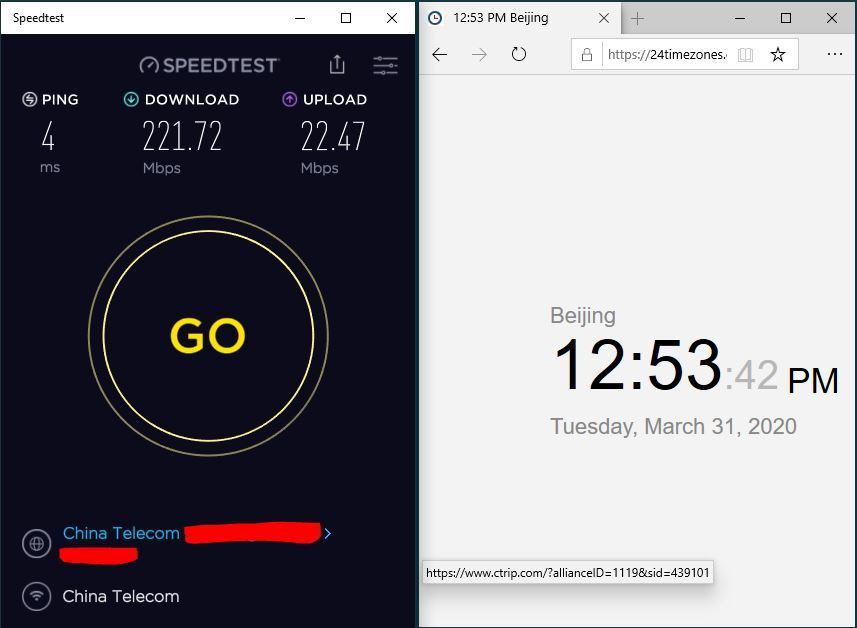 Speedtest
SPEEDTEST
PING
DOWNLOAD
UPLOAD
4
221.72
22.47
ms
Mbps
Mbps
GO
China Telecom
China Telecom
12:53 PM Beijing
https://24timezones.
Beijing
12:53:42 PM
Tuesday, March 31, 2020
https://www.ctrip.com/?allianceID=1119&sid=439101